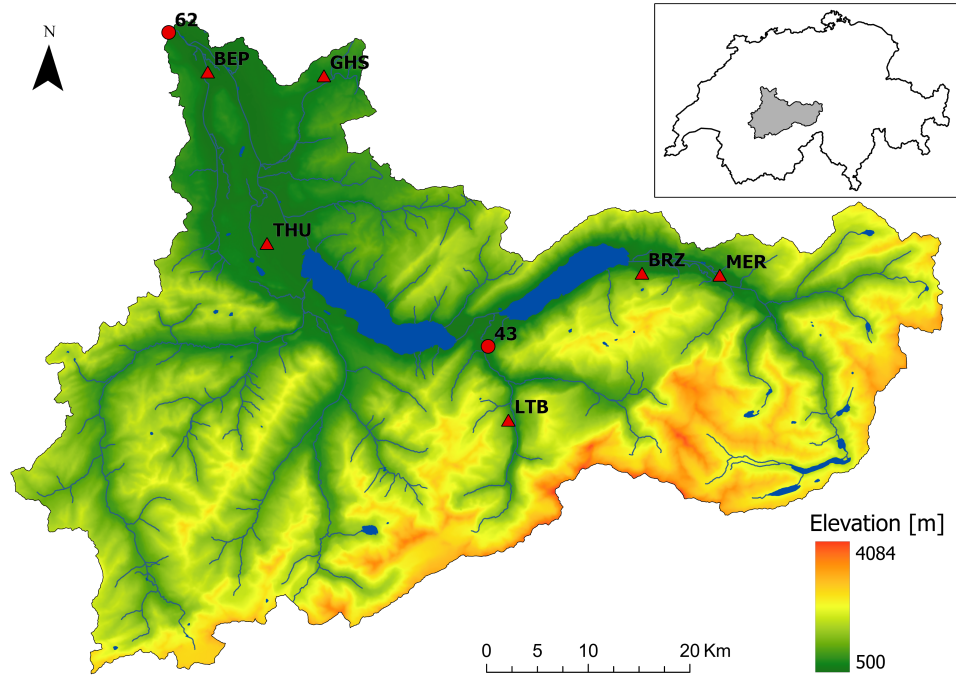 62
N
BEP
GHS
THU
BRZ
MER
43
LTB
Elevation [m]
4084
500
0
5
10
20 Km